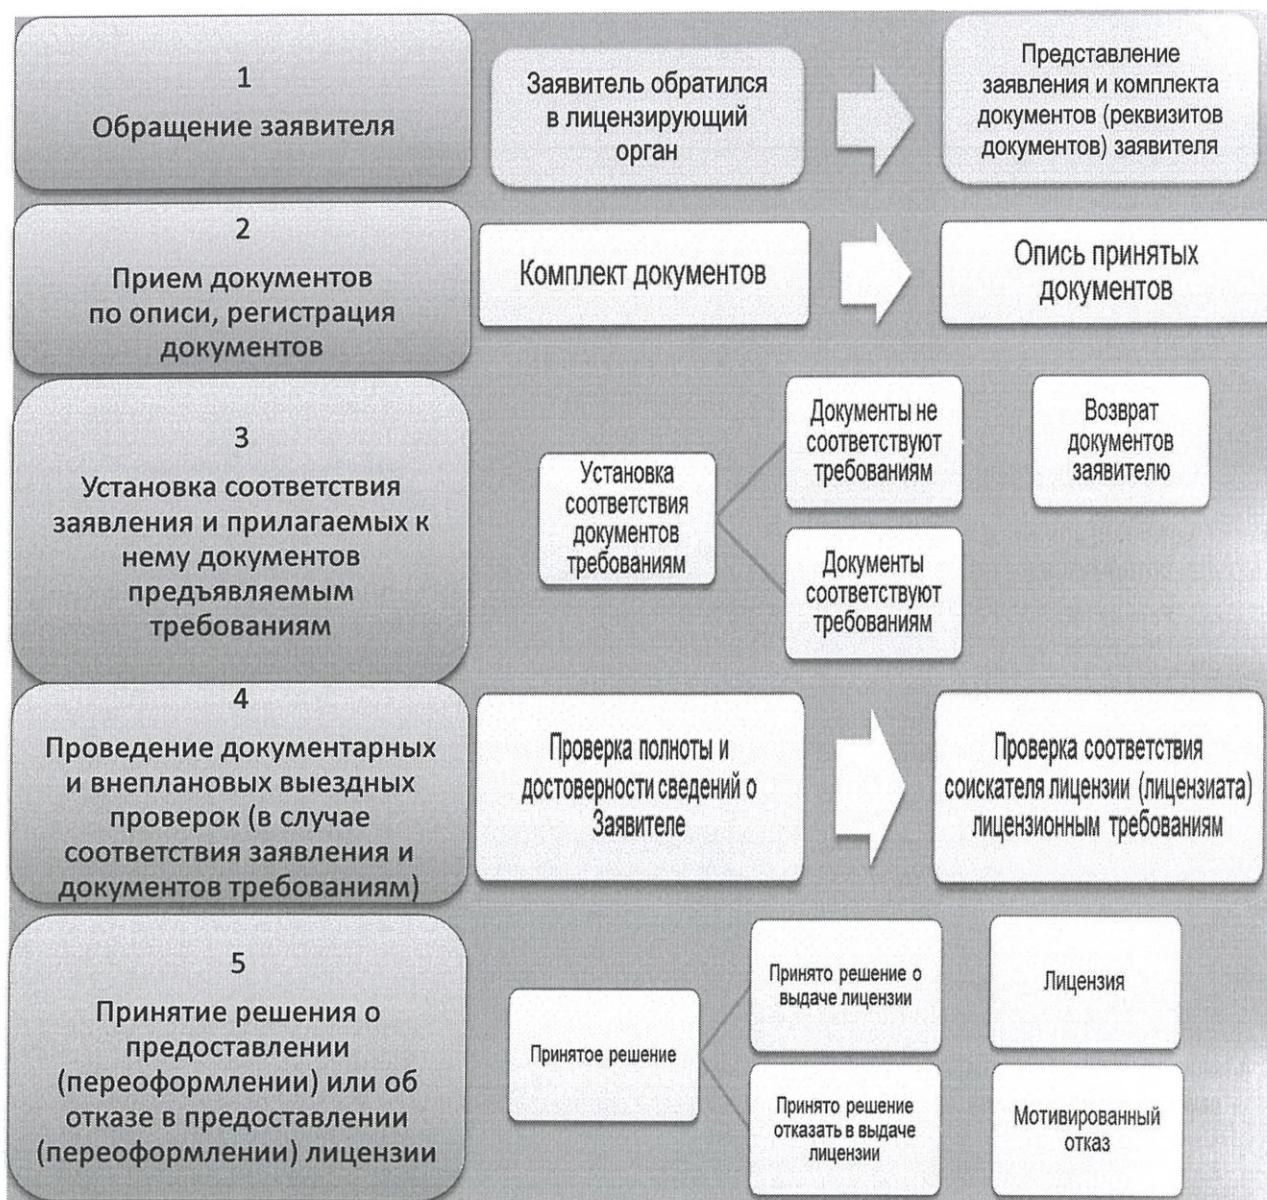 1
Обращение заявителя
Заявитель обратился
в лицензирующий
орган
Представление
заявления и комплекта
документов (реквизитов
документов) заявителя
2
Прием документов
по описи, регистрация
документов
Комплект документов
Опись принятых
документов
3
Установка соответствия
заявления и прилагаемых к
нему документов
предъявляемым
требованиям
Установка
соответствия
документов
требованиям
Документы не
соответствуют
требованиям
Возврат
документов
заявителю
Документы
соответствуют
требованиям
4
Проведение документарных
и внеплановых выездных
проверок (в случае
соответствия заявления и
документов требованиям)
Проверка полноты и
достоверности сведений о
Заявителе
Проверка соответствия
соискателя лицензии (лицензиата)
лицензионным требованиям
5
Принятие решения о
предоставлении
(переоформлении) или об
отказе в предоставлении
(переоформлении) лицензии
Принятое решение
Принято решение о
выдаче лицензии
Лицензия
Принято решение
отказать в выдаче
лицензии
Мотивированный
отказ